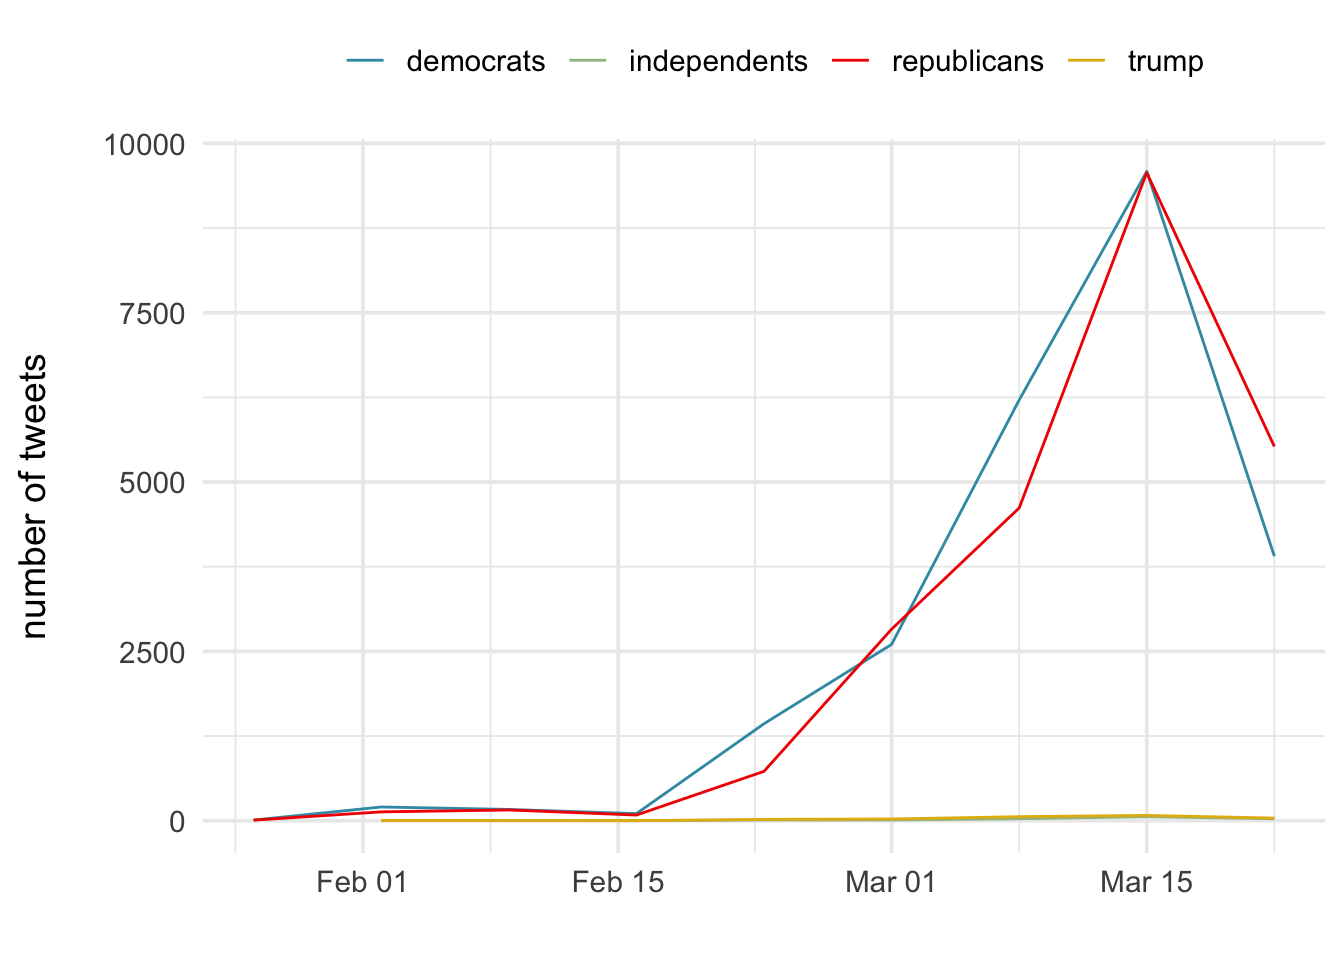 democrats independents republicans trump
10000
7500
5000
2500
0
number of tweets
Feb 01 Feb 15 Mar 01 Mar 15